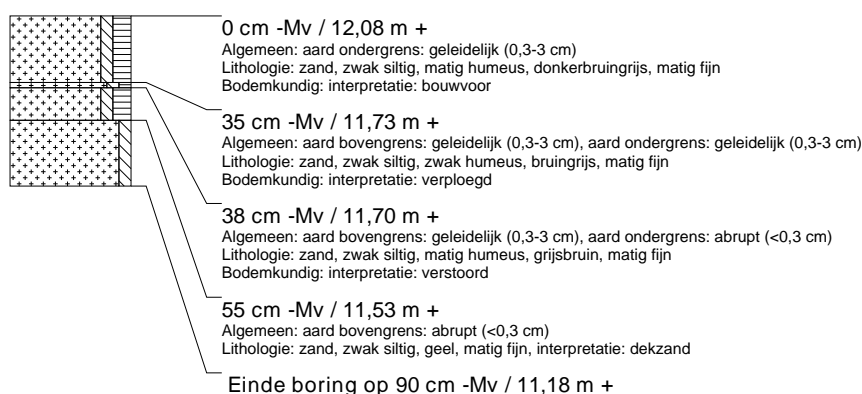 0 cm -Mv / 12,08 m +
Algemeen: aard ondergrens: geleidelijk (0,3-3 cm)
Lithologie: zand, zwak siltig, matig humeus, donkerbruingrijs, matig fijn
Bodemkundig: interpretatie: bouwvoor
35 cm -Mv / 11,73 m +
Algemeen: aard bovengrens: geleidelijk (0,3-3 cm), aard ondergrens: geleidelijk (0,3-3 cm)
Lithologie: zand, zwak siltig, zwak humeus, bruingrijs, matig fijn
Bodemkundig: interpretatie: verploegd
38 cm -Mv / 11,70 m +
Algemeen: aard bovengrens: geleidelijk (0,3-3 cm), aard ondergrens: abrupt (<0,3 cm)
Lithologie: zand, zwak siltig, matig humeus, grijsbruin, matig fijn
Bodemkundig: interpretatie: verstoord
55 cm -Mv / 11,53 m +
Algemeen: aard bovengrens: abrupt (<0,3 cm)
Lithologie: zand, zwak siltig, geel, matig fijn, interpretatie: dekzand
Einde boring op 90 cm -Mv / 11,18 m +